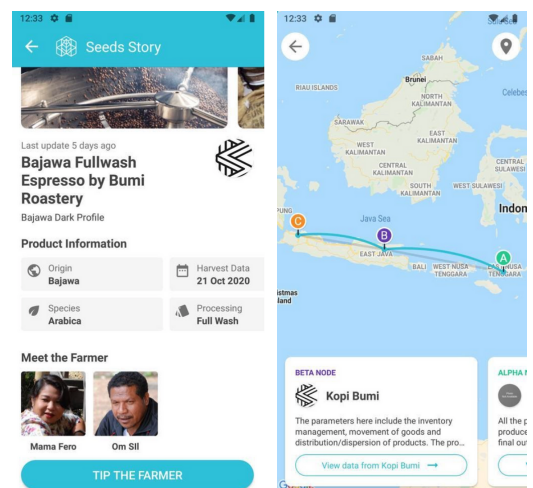 12:33
Seeds Story
Last update 5 days ago
Bajawa Fullwash
Espresso by Bumi
Roastery
Bajawa Dark Profile
Product Information
Origin
Bajawa
Harvest Data
21 Oct 2020
Species
Arabica
Processing
Full Wash
Meet the Farmer
Mama Fero
Om SIl
TIP THE FARMER
12:33
SABAH
Brunei
RIAU ISLANDS
NORTH
KALIMANTAN
Celebes
SARAWAK
EAST
KALIMANTAN
WEST
KALIMANTAN
CENTRAL
KALIMANTAN
CENTRAL
SULAWESI
SOUTH
KALIMANTAN
WEST SULAWESI
PUNG
Indon
Java Sea
C
B
A
EAST JAVA
BALI
WEST NUSA
TENGGARA
EAST NUSA
TENGGARA
istmas
land
BETA NODE
Kopi Bumi
The parameters here include the inventory
management, movement of goods and
distribution/dispersion of products. The pro...
View data from Kopi Bumi →
ALPHA N
All the p
produce
final ou